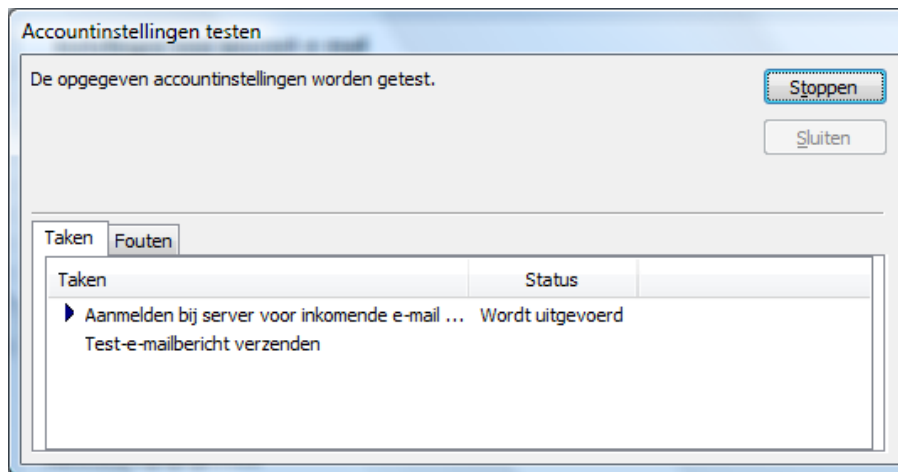 Accountinstellingen testen
De opgegeven accountinstellingen worden getest.
Stoppen
Sluiten
Taken Fouten
Taken Status
Aanmelden bij server voor inkomende e-mail ... Wordt uitgevoerd
Test-e-mailbericht verzenden